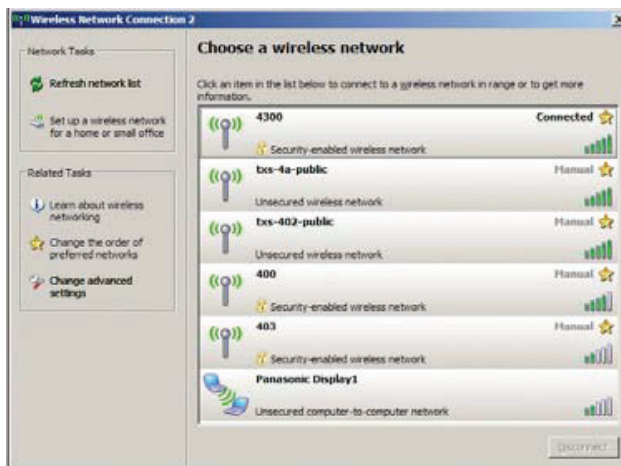 Wireless Network Connection 2
Network Tasks
Refresh network list
Set up a wireless network
for a home or small office
Related Tasks
Learn about wireless
networking
Change the order of
preferred networks
Change advanced
settings
Choose a wireless network
Click an item in the list below to connect to a wireless network in range or to get more
information.
4300
Connected
Security-enabled wireless network
txs-4a-public
Manual
Unsecured wireless network
txs-402-public
Manual
Unsecured wireless network
400
Manual
Security-enabled wireless network
403
Manual
Security-enabled wireless network
Panasonic Display1
Unsecured computer-to-computer network
Disconnect